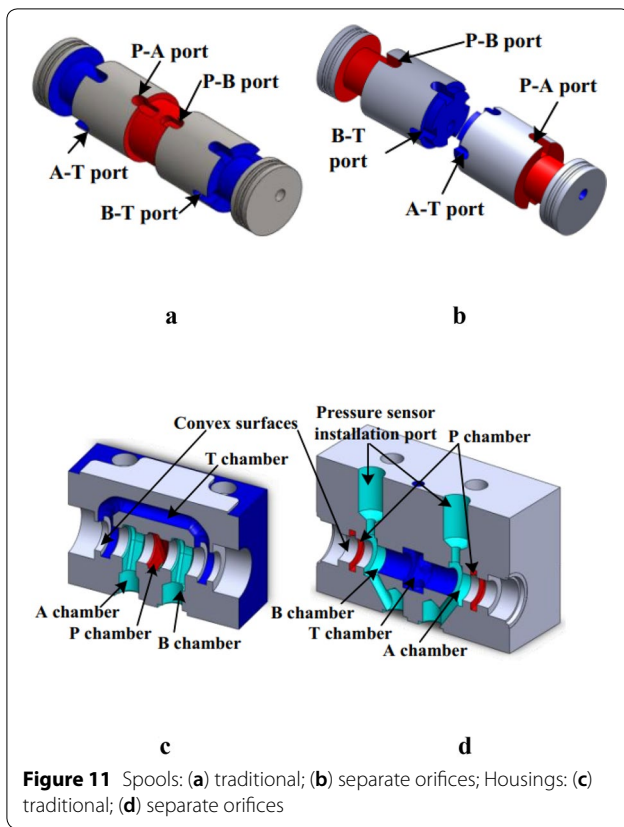 P-A port
P-B port
A-T port
B-T port
a
P-B port
P-A port
B-T
port
A-T port
b
Convex surfaces
T chamber
A chamber
P chamber
B chamber
c
Pressure sensor
installation port
P chamber
B chamber
T chamber
A chamber
d
Figure 11 Spools: (a) traditional; (b) separate orifices; Housings: (c)
traditional; (d) separate orifices